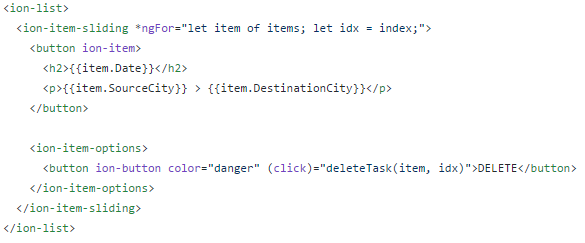 <ion-list>
  <ion-item-sliding *ngFor="let item of items; let idx = index;">
    <button ion-item>
      <h2>{{item.Date}}</h2>
      <p>{{item.SourceCity}} > {{item.DestinationCity}}</p>
    </button>

    <ion-item-options>
      <button ion-button color="danger" (click)="deleteTask(item, idx)">DELETE</button>
    </ion-item-options>
  </ion-item-sliding>
</ion-list>